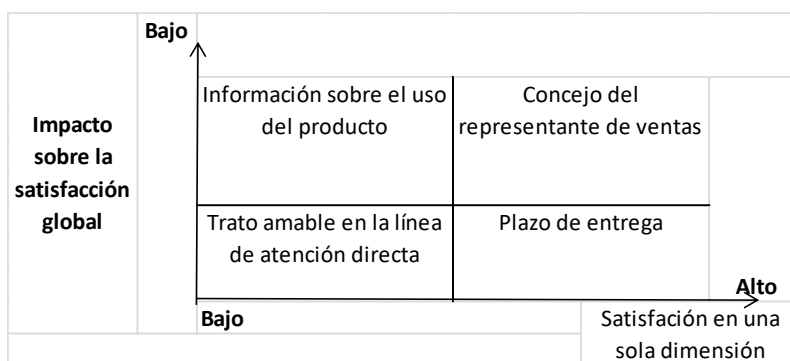 Bajo
Información sobre el uso
del producto
Concejo del
representante de ventas
Impacto
sobre la
satisfacción
global
Trato amable en la línea
de atención directa
Plazo de entrega
Alto
Bajo
Satisfación en una
sola dimensión